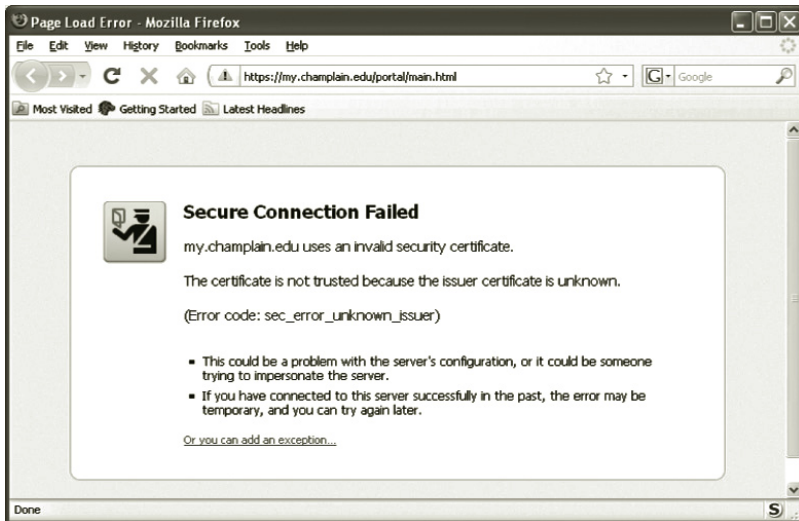 Page Load Error - Mozilla Firefox
File Edit View History Bookmarks Tools Help
https://my.champlain.edu/portal/main.html G Google
Most Visited Getting Started Latest Headlines
Secure Connection Failed
my.champlain.edu uses an invalid security certificate.
The certificate is not trusted because the issuer certificate is unknown.
(Error code: sec_error_unknown_issuer)
This could be a problem with the server's configuration, or it could be someone
trying to impersonate the server.
If you have connected to this server successfully in the past, the error may be
temporary, and you can try again later.
Or you can add an exception...
Done S